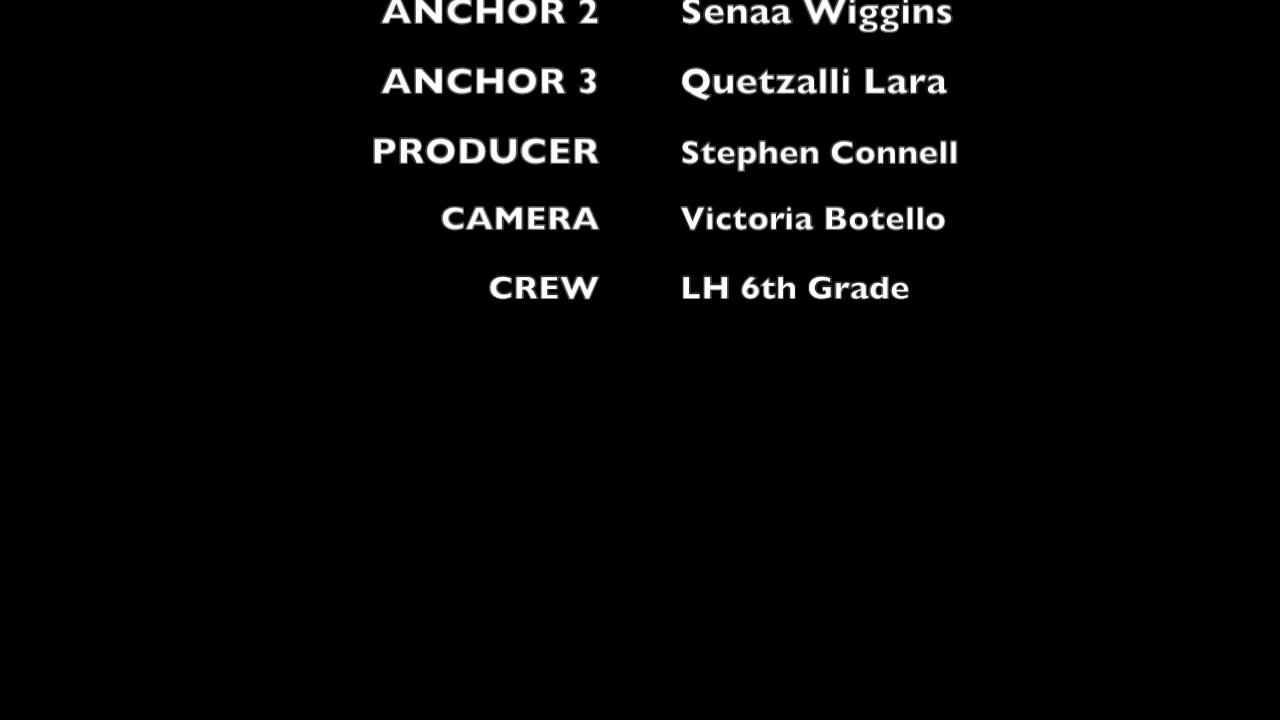 ANCHOR 2 Senaa Wiggins
ANCHOR 3 Quetzalli Lara
PRODUCER Stephen Connell
CAMERA Victoria Botello
CREW LH 6th Grade